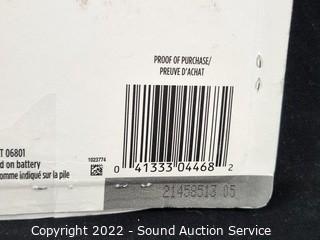 PROOF OF PURCHASE/
PREUVE D'ACHAT
T 06801
d on battery
omme indiqué sur la pile
1023774
0 41333 04468 2
21458513 05
Copyright 2022 - Sound Auction Service